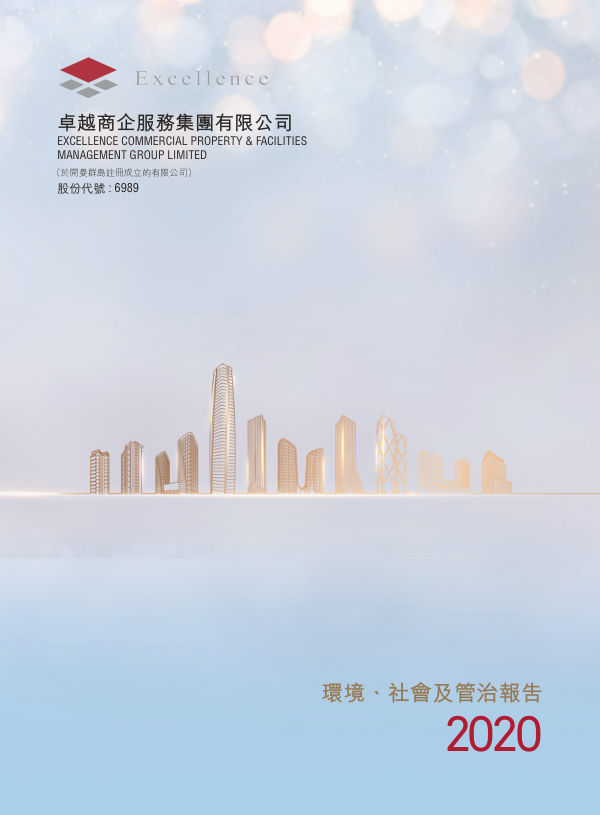 Excellence
卓越商企服務集團有限公司
EXCELLENCE COMMERCIAL PROPERTY & FACILITIES
MANAGEMENT GROUP LIMITED
(於開曼群島註冊成立的有限公司)
股份代號 : 6989
環境、社會及管治報告
2020